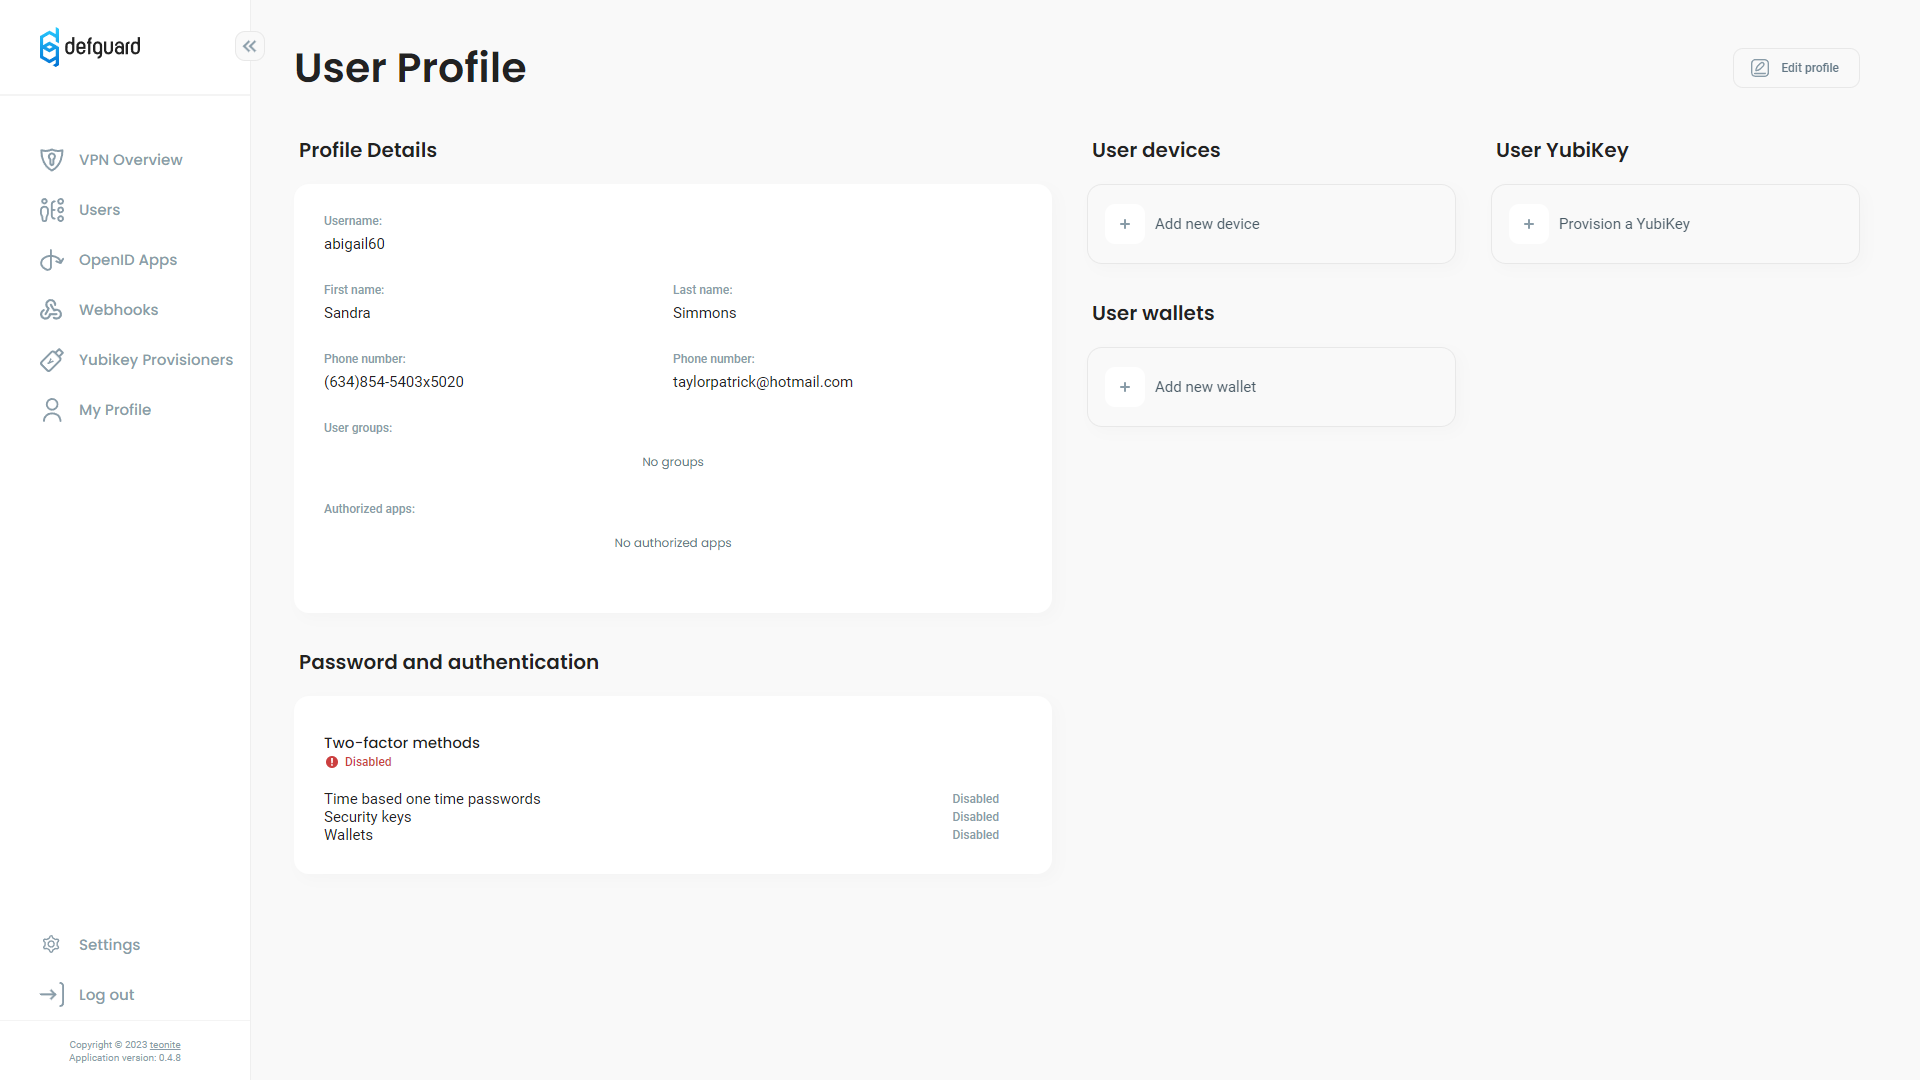 defguard
VPN Overview
Users
OpenID Apps
Webhooks
Yubikey Provisioners
My Profile
Settings
Log out
Copyright © 2023 teonite
Application version: 0.4.8
User Profile
Edit profile
Profile Details
Username:
abigail60
First name:
Sandra
Last name:
Simmons
Phone number:
(634)854-5403x5020
Phone number:
taylorpatrick@hotmail.com
User groups:
No groups
Authorized apps:
No authorized apps
Password and authentication
Two-factor methods
Disabled
Time based one time passwords Disabled
Security keys Disabled
Wallets Disabled
User devices
Add new device
User wallets
Add new wallet
User YubiKey
Provision a YubiKey